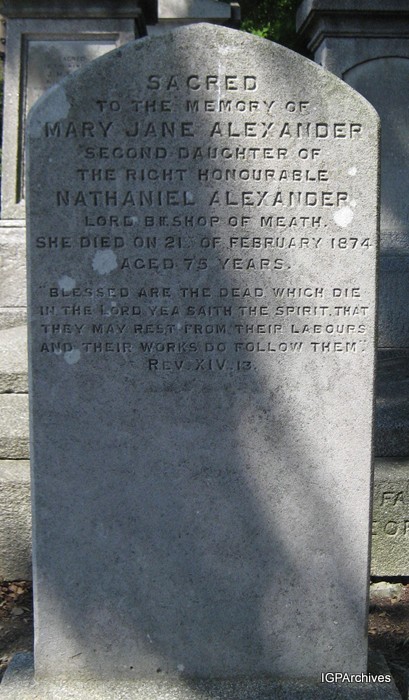 SACRED
TO THE MEMORY OF
MARY JANE ALEXANDER
SECOND DAUGHTER OF
THE RIGHT HONOURABLE
NATHANIEL ALEXANDER
LORD BISHOP OF MEATH.
SHE DIED ON 21ST OF FEBRUARY 1874
AGED 75 YEARS.
"BLESSED ARE THE DEAD WHICH DIE
IN THE LORD YEA SAITH THE SPIRIT, THAT
THEY MAY REST FROM THEIR LABOURS
AND THEIR WORKS DO FOLLOW THEM".
REV. XIV. 13.
FA
IGPArchives